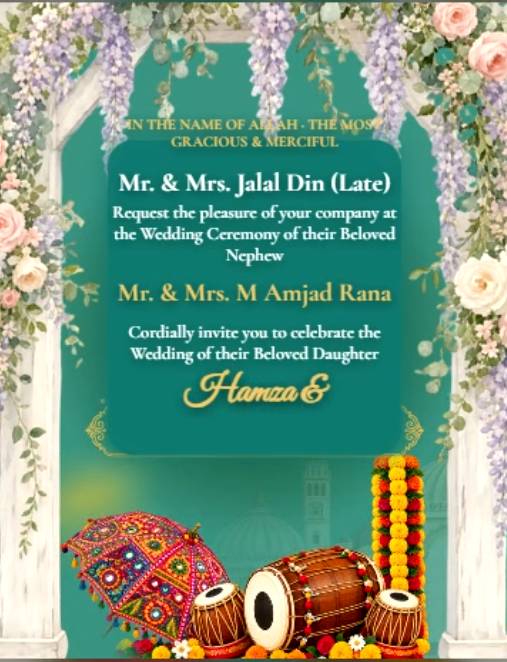 IN THE NAME OF ALLAH - THE MOST
GRACIOUS & MERCIFUL
Mr. & Mrs. Jalal Din (Late)
Request the pleasure of your company at
the Wedding Ceremony of their Beloved
Nephew
Mr. & Mrs. M Amjad Rana
Cordially invite you to celebrate the
Wedding of their Beloved Daughter
Hamza &